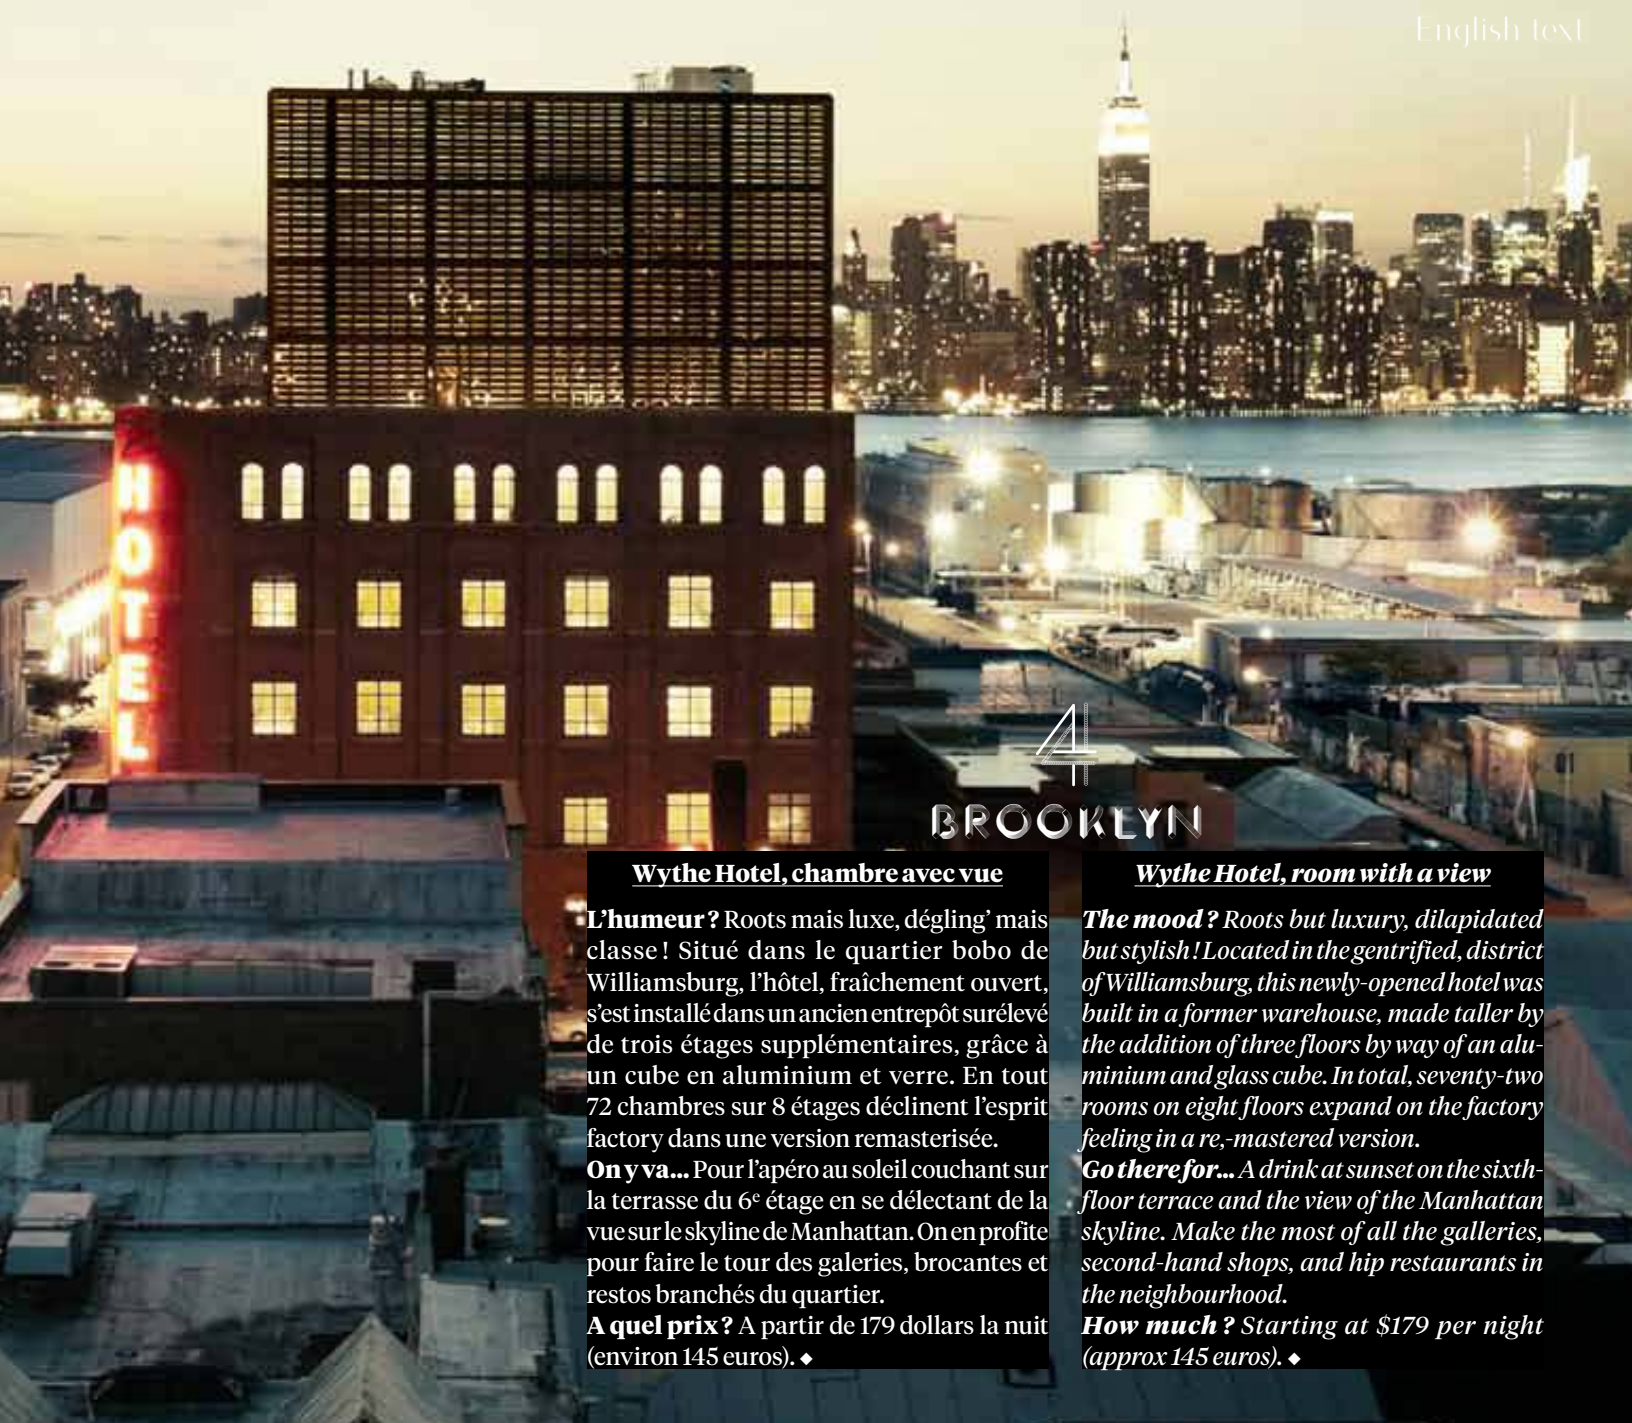 English text
HOTEL
4
BROOKLYN
Wythe Hotel, chambre avec vue
L’humeur ? Roots mais luxe, dégling’ mais
classe ! Situé dans le quartier bobo de
Williamsburg, l’hôtel, fraîchement ouvert,
s’est installé dans un ancien entrepôt surélevé
de trois étages supplémentaires, grâce à
un cube en aluminium et verre. En tout
72 chambres sur 8 étages déclinent l’esprit
factory dans une version remasterisée.
On y va... Pour l’apéro au soleil couchant sur
la terrasse du 6e étage en se délectant de la
vue sur le skyline de Manhattan. On en profite
pour faire le tour des galeries, brocantes et
restos branchés du quartier.
A quel prix ? A partir de 179 dollars la nuit
(environ 145 euros). ◆
Wythe Hotel, room with a view
The mood ? Roots but luxury, dilapidated
but stylish ! Located in the gentrified, district
of Williamsburg, this newly-opened hotel was
built in a former warehouse, made taller by
the addition of three floors by way of an alu-
minium and glass cube. In total, seventy-two
rooms on eight floors expand on the factory
feeling in a re,-mastered version.
Go there for... A drink at sunset on the sixth-
floor terrace and the view of the Manhattan
skyline. Make the most of all the galleries,
second-hand shops, and hip restaurants in
the neighbourhood.
How much ? Starting at $179 per night
(approx 145 euros). ◆